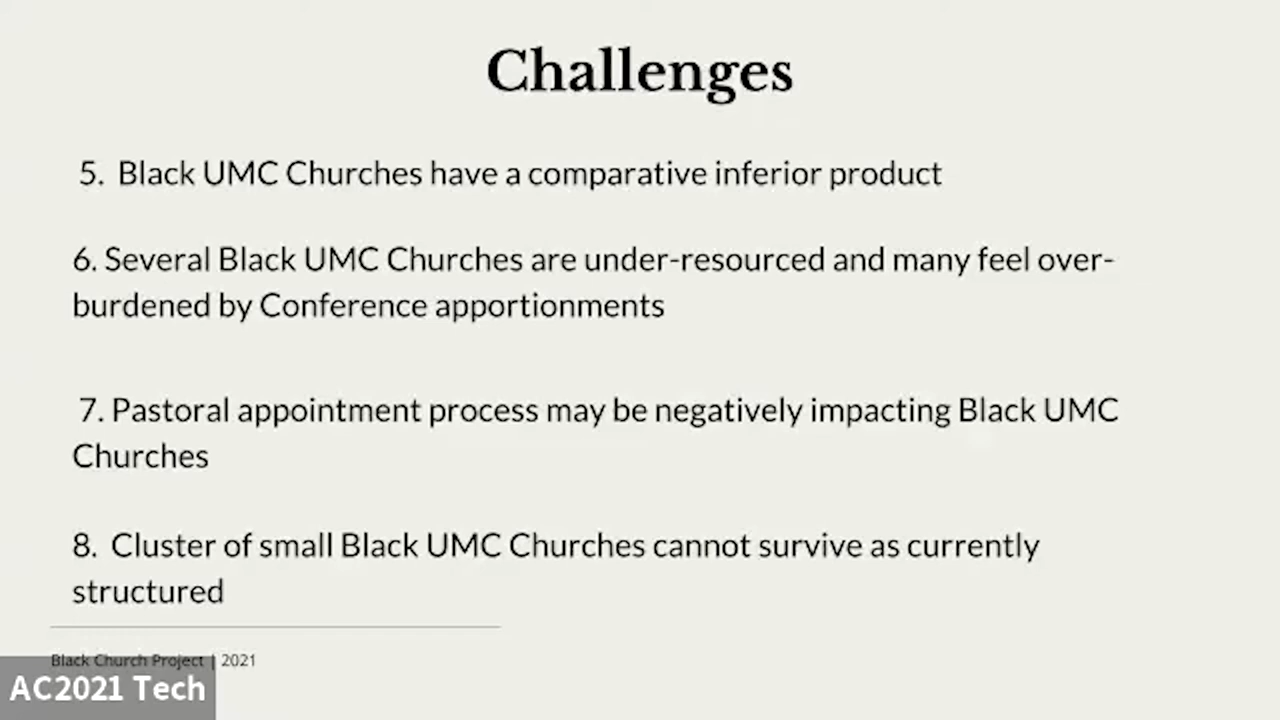 Challenges
5. Black UMC Churches have a comparative inferior product
6. Several Black UMC Churches are under-resourced and many feel over-
burdened by Conference apportionments
7. Pastoral appointment process may be negatively impacting Black UMC
Churches
8. Cluster of small Black UMC Churches cannot survive as currently
structured
Black Church Project | 2021
AC2021 Tech